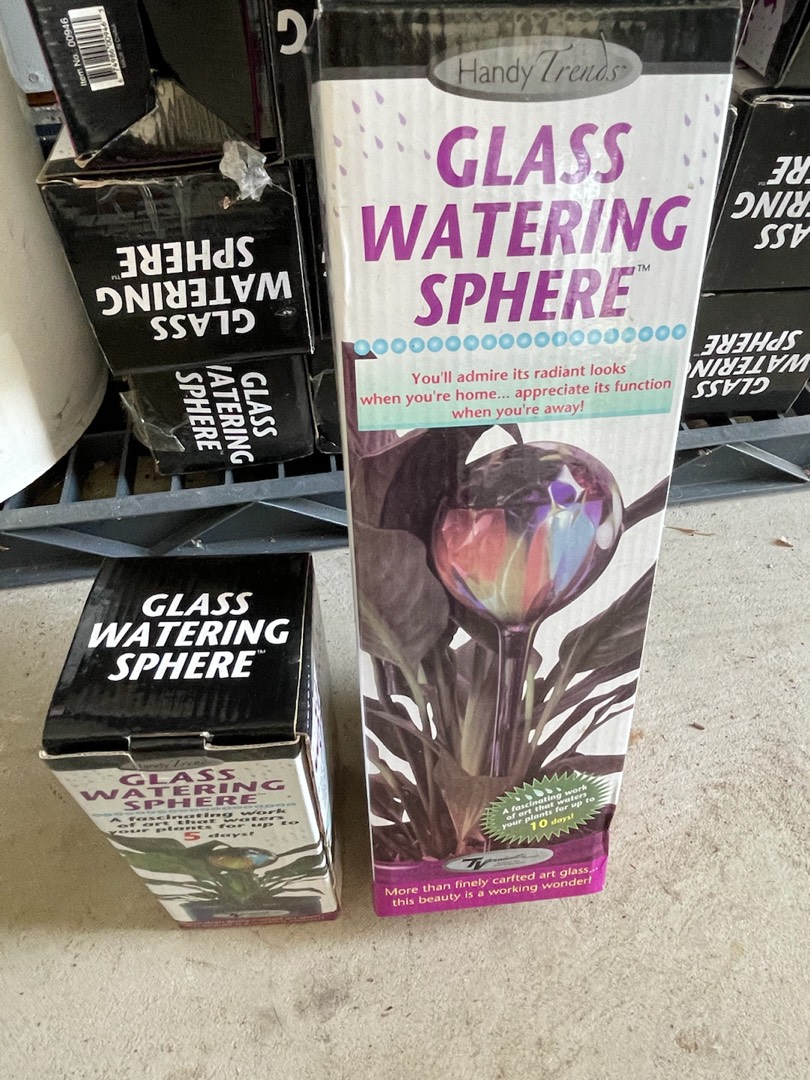 Item No. 00946
GLASS
WATERING
SPHERE™
GLASS
WATERING
SPHERE
Handy Trends™
GLASS
WATERING
SPHERE™
You'll admire its radiant looks
when you're home... appreciate its function
when you're away!
A fascinating work
of art that waters
your plants for up to
10 days!
TV
More than finely carfted art glass...
this beauty is a working wonder!
GLASS
WATERING
SPHERE™
Handy Trends
GLASS
WATERING
SPHERE
A fascinating work
of art that waters
your plants for up to
5 days!
GLASS
WATERING
SPHERE™